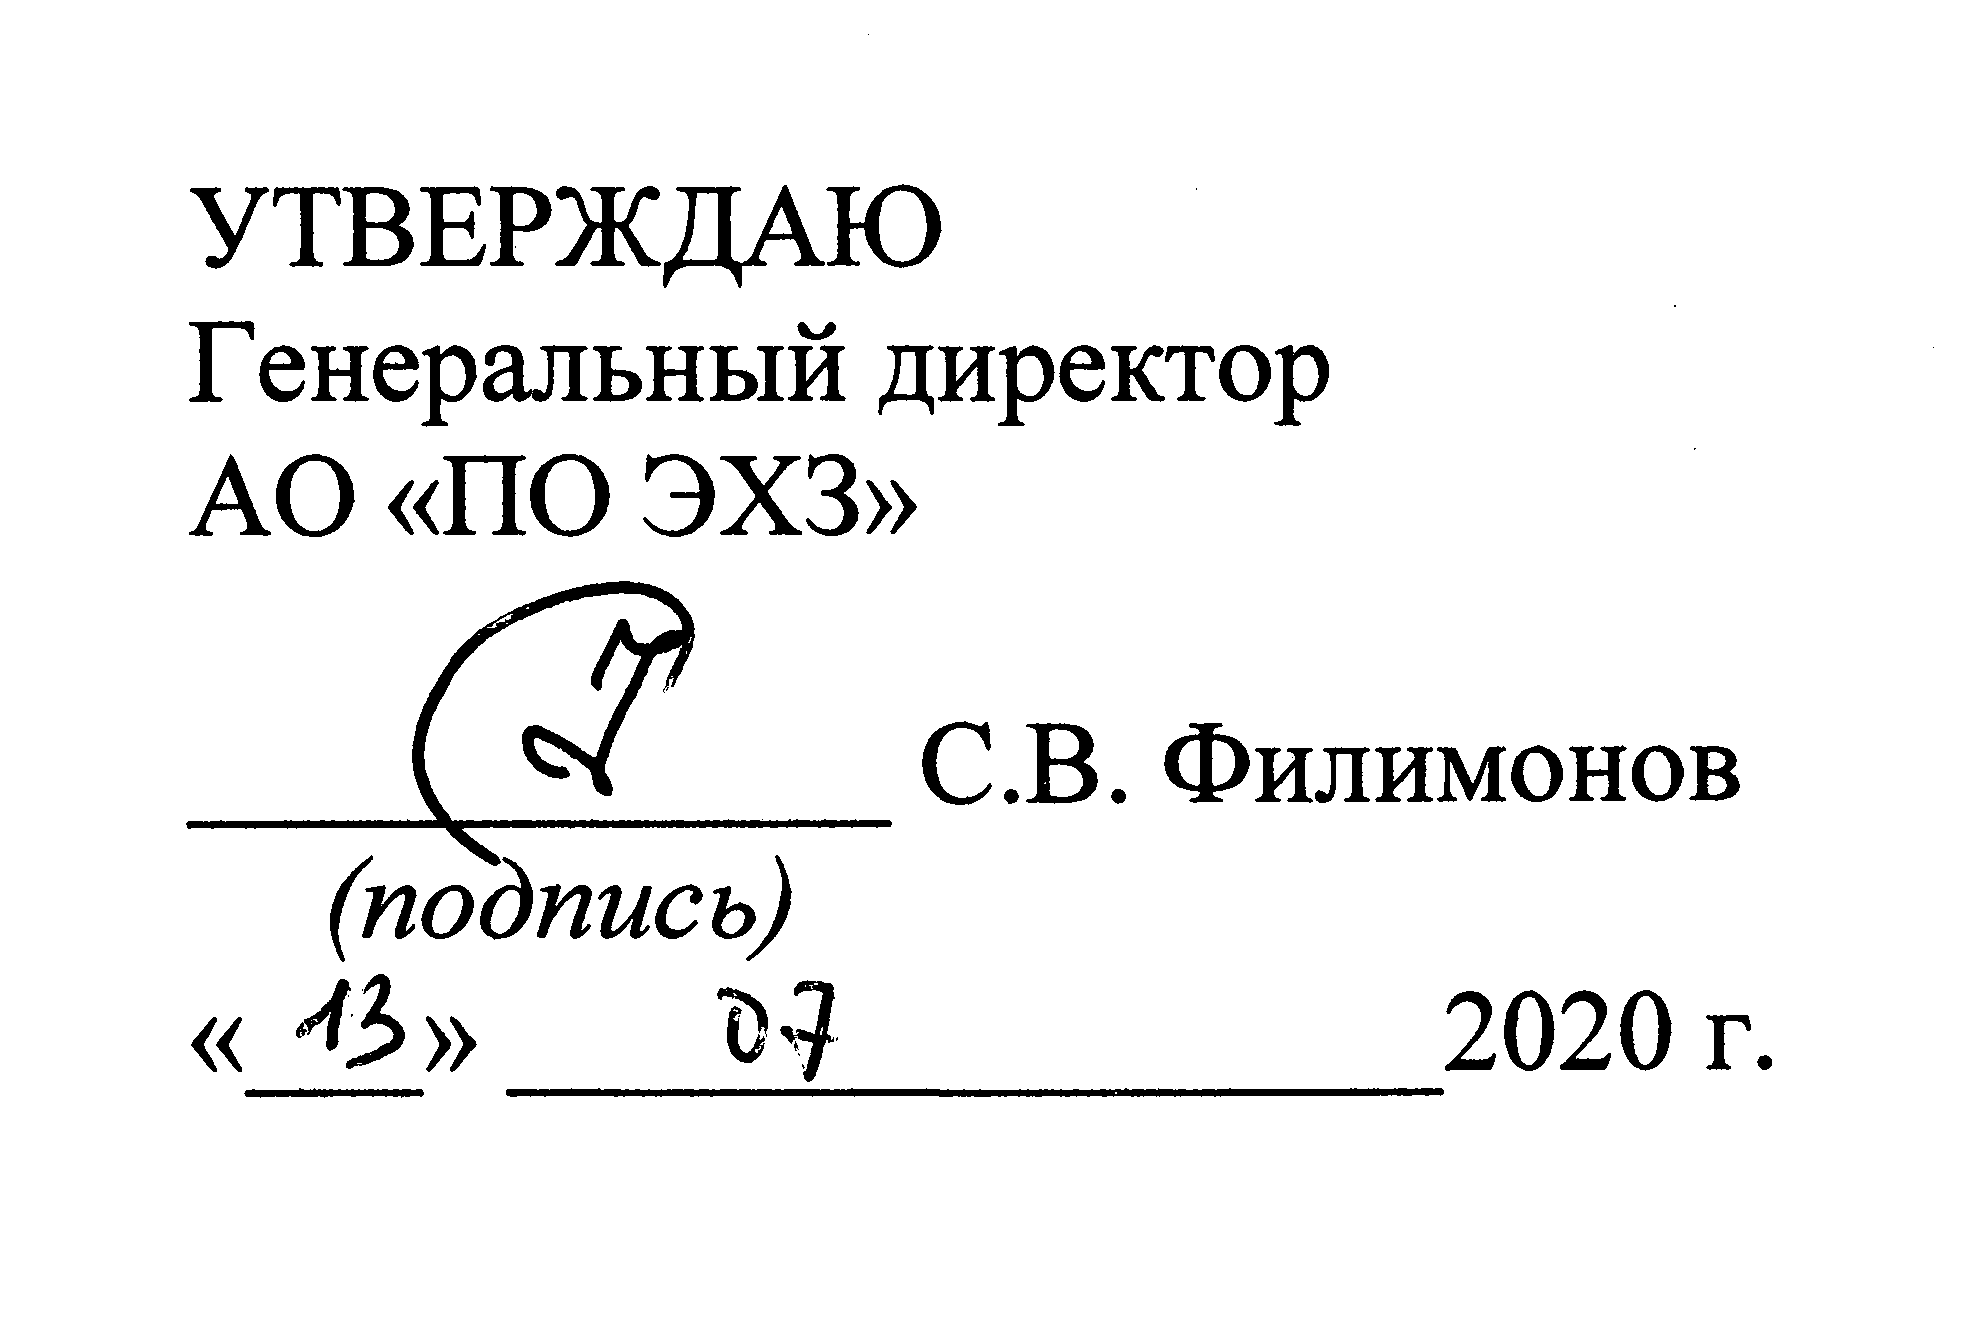 УТВЕРЖДАЮ
Генеральный директор
АО «ПО ЭХЗ»
С.В. Филимонов
(подпись)
«13» 07 2020 г.